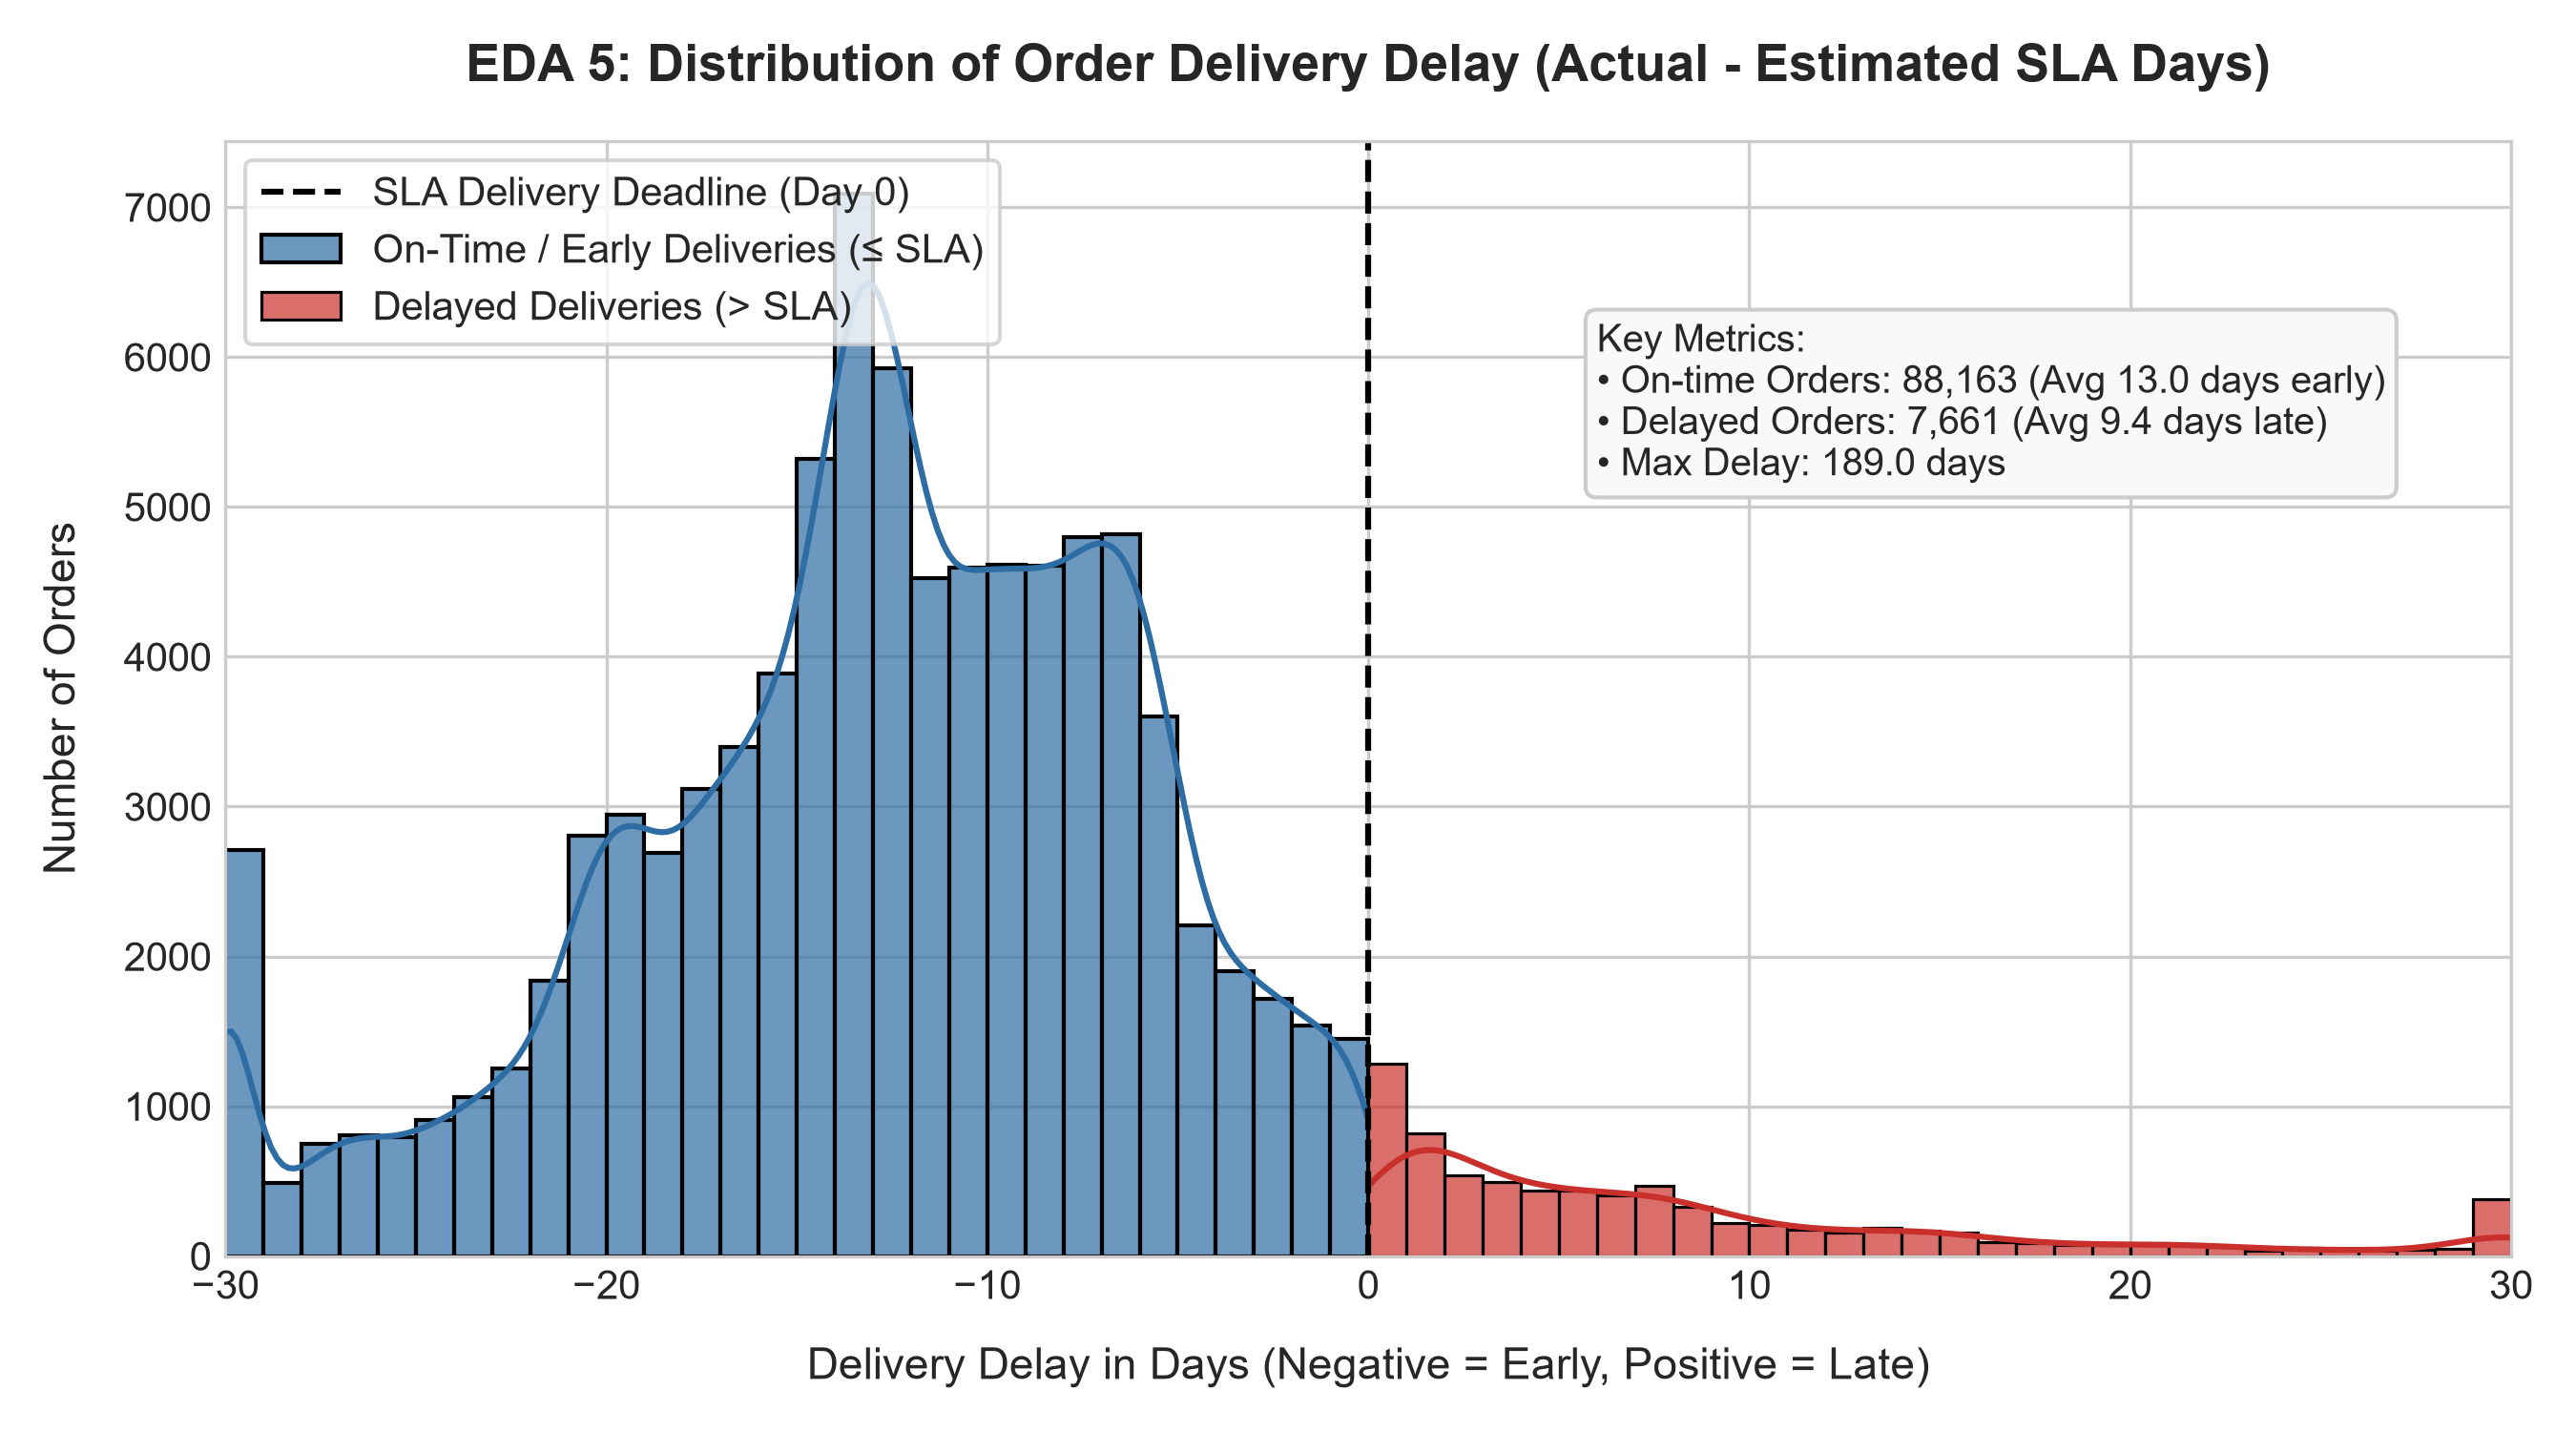 EDA 5: Distribution of Order Delivery Delay (Actual - Estimated SLA Days)
SLA Delivery Deadline (Day 0)
On-Time / Early Deliveries (≤ SLA)
Delayed Deliveries (> SLA)
Key Metrics:
• On-time Orders: 88,163 (Avg 13.0 days early)
• Delayed Orders: 7,661 (Avg 9.4 days late)
• Max Delay: 189.0 days
Number of Orders
7000
6000
5000
4000
3000
2000
1000
0
−30
−20
−10
0
10
20
30
Delivery Delay in Days (Negative = Early, Positive = Late)